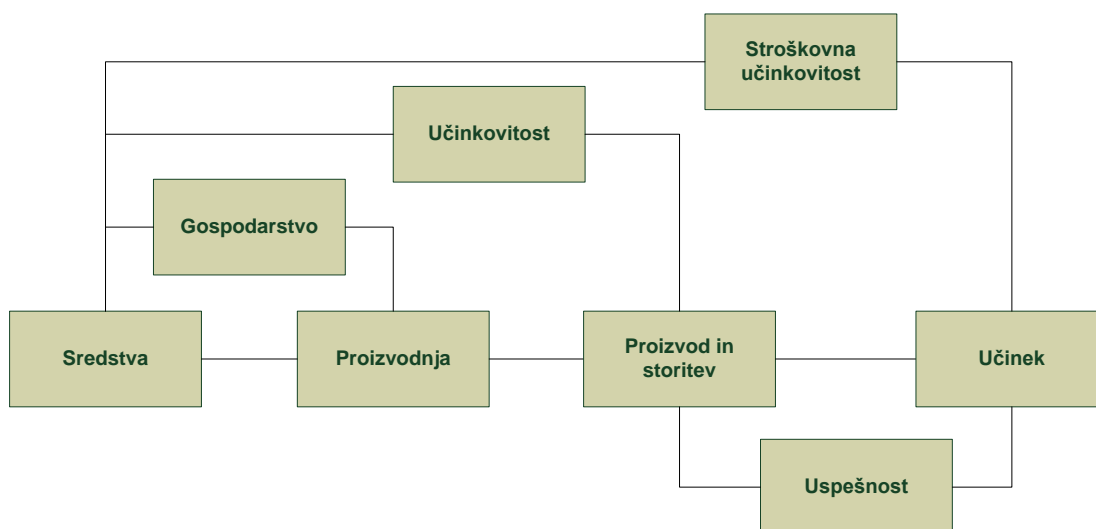 Stroškovna
učinkovitost
Učinkovitost
Gospodarstvo
Sredstva
Proizvodnja
Proizvod in
storitev
Učinek
Uspešnost